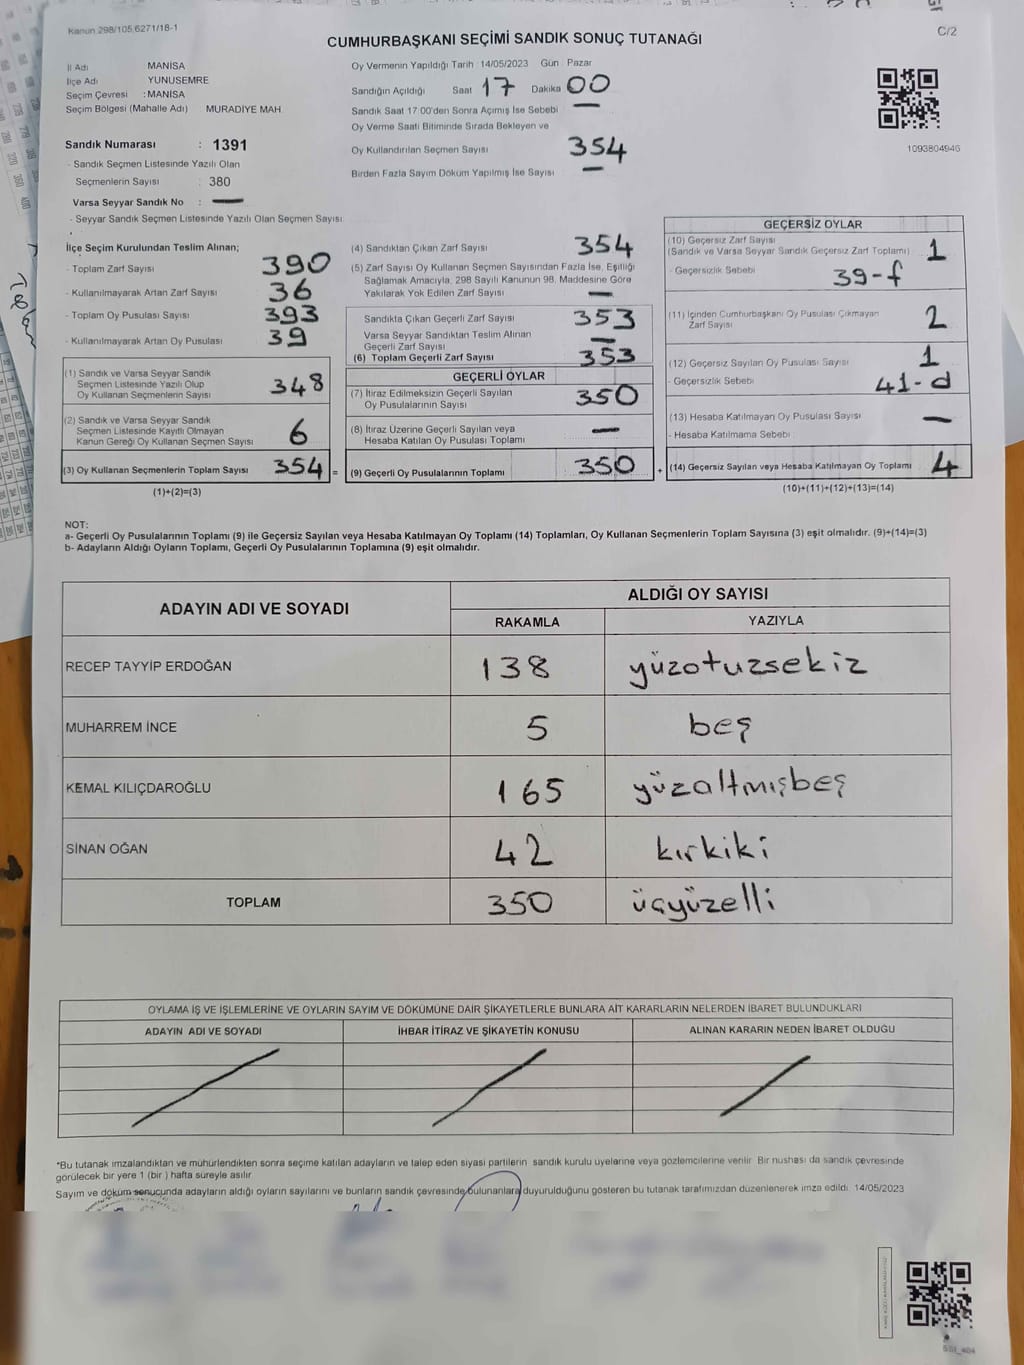 Kanun 298/105,6271/18-1
C/2
CUMHURBAŞKANI SEÇİMİ SANDIK SONUÇ TUTANAĞI
İl Adı MANİSA
İlçe Adı YUNUSEMRE
Seçim Çevresi : MANİSA
Seçim Bölgesi (Mahalle Adı) MURADİYE MAH.
Sandık Numarası : 1391
- Sandık Seçmen Listesinde Yazılı Olan
Seçmenlerin Sayısı : 380
Varsa Seyyar Sandık No : —
- Seyyar Sandık Seçmen Listesinde Yazılı Olan Seçmen Sayısı:
Oy Vermenin Yapıldığı Tarih : 14/05/2023 Gün : Pazar
Sandığın Açıldığı Saat 17 Dakika 00
Sandık Saat 17:00'den Sonra Açılmış İse Sebebi —
Oy Verme Saati Bitiminde Sırada Bekleyen ve
Oy Kullandırılan Seçmen Sayısı 354
Birden Fazla Sayım Döküm Yapılmış İse Sayısı —
1093804946
İlçe Seçim Kurulundan Teslim Alınan;
- Toplam Zarf Sayısı 390
- Kullanılmayarak Artan Zarf Sayısı 36
- Toplam Oy Pusulası Sayısı 393
- Kullanılmayarak Artan Oy Pusulası 39
(1) Sandık ve Varsa Seyyar Sandık
Seçmen Listesinde Yazılı Olup
Oy Kullanan Seçmenlerin Sayısı 348
(2) Sandık ve Varsa Seyyar Sandık
Seçmen Listesinde Kayıtlı Olmayan
Kanun Gereği Oy Kullanan Seçmen Sayısı 6
(3) Oy Kullanan Seçmenlerin Toplam Sayısı 354 =
(1)+(2)=(3)
(4) Sandıktan Çıkan Zarf Sayısı 354
(5) Zarf Sayısı Oy Kullanan Seçmen Sayısından Fazla İse, Eşitliği
Sağlamak Amacıyla, 298 Sayılı Kanunun 98. Maddesine Göre
Yakılarak Yok Edilen Zarf Sayısı —
Sandıkta Çıkan Geçerli Zarf Sayısı 353
Varsa Seyyar Sandıktan Teslim Alınan
Geçerli Zarf Sayısı —
(6) Toplam Geçerli Zarf Sayısı 353
GEÇERLİ OYLAR
(7) İtiraz Edilmeksizin Geçerli Sayılan
Oy Pusulalarının Sayısı 350
(8) İtiraz Üzerine Geçerli Sayılan veya
Hesaba Katılan Oy Pusulası Toplamı —
(9) Geçerli Oy Pusulalarının Toplamı 350 +
GEÇERSİZ OYLAR
(10) Geçersiz Zarf Sayısı
(Sandık ve Varsa Seyyar Sandık Geçersiz Zarf Toplamı) 1
- Geçersizlik Sebebi 39-f
(11) İçinden Cumhurbaşkanı Oy Pusulası Çıkmayan
Zarf Sayısı 2
(12) Geçersiz Sayılan Oy Pusulası Sayısı 1
- Geçersizlik Sebebi 41-d
(13) Hesaba Katılmayan Oy Pusulası Sayısı —
- Hesaba Katılmama Sebebi
(14) Geçersiz Sayılan veya Hesaba Katılmayan Oy Toplamı 4
(10)+(11)+(12)+(13)=(14)
NOT:
a- Geçerli Oy Pusulalarının Toplamı (9) ile Geçersiz Sayılan veya Hesaba Katılmayan Oy Toplamı (14) Toplamları, Oy Kullanan Seçmenlerin Toplam Sayısına (3) eşit olmalıdır. (9)+(14)=(3)
b- Adayların Aldığı Oyların Toplamı, Geçerli Oy Pusulalarının Toplamına (9) eşit olmalıdır.
ADAYIN ADI VE SOYADI ALDIĞI OY SAYISI
RAKAMLA YAZIYLA
RECEP TAYYİP ERDOĞAN 138 yüzotuzsekiz
MUHARREM İNCE 5 beş
KEMAL KILIÇDAROĞLU 165 yüzaltmışbeş
SİNAN OĞAN 42 kırkiki
TOPLAM 350 üçyüzelli
OYLAMA İŞ VE İŞLEMLERİNE VE OYLARIN SAYIM VE DÖKÜMÜNE DAİR ŞİKAYETLERLE BUNLARA AİT KARARLARIN NELERDEN İBARET BULUNDUKLARI
ADAYIN ADI VE SOYADI İHBAR İTİRAZ VE ŞİKAYETİN KONUSU ALINAN KARARIN NEDEN İBARET OLDUĞU
*Bu tutanak imzalandıktan ve mühürlendikten sonra seçime katılan adayların ve talep eden siyasi partilerin sandık kurulu üyelerine veya gözlemcilerine verilir. Bir nushası da sandık çevresinde
görülecek bir yere 1 (bir ) hafta süreyle asılır.
Sayım ve döküm sonucunda adayların aldığı oyların sayılarını ve bunların sandık çevresinde bulunanlara duyurulduğunu gösteren bu tutanak tarafımızdan düzenlenerek imza edildi. 14/05/2023